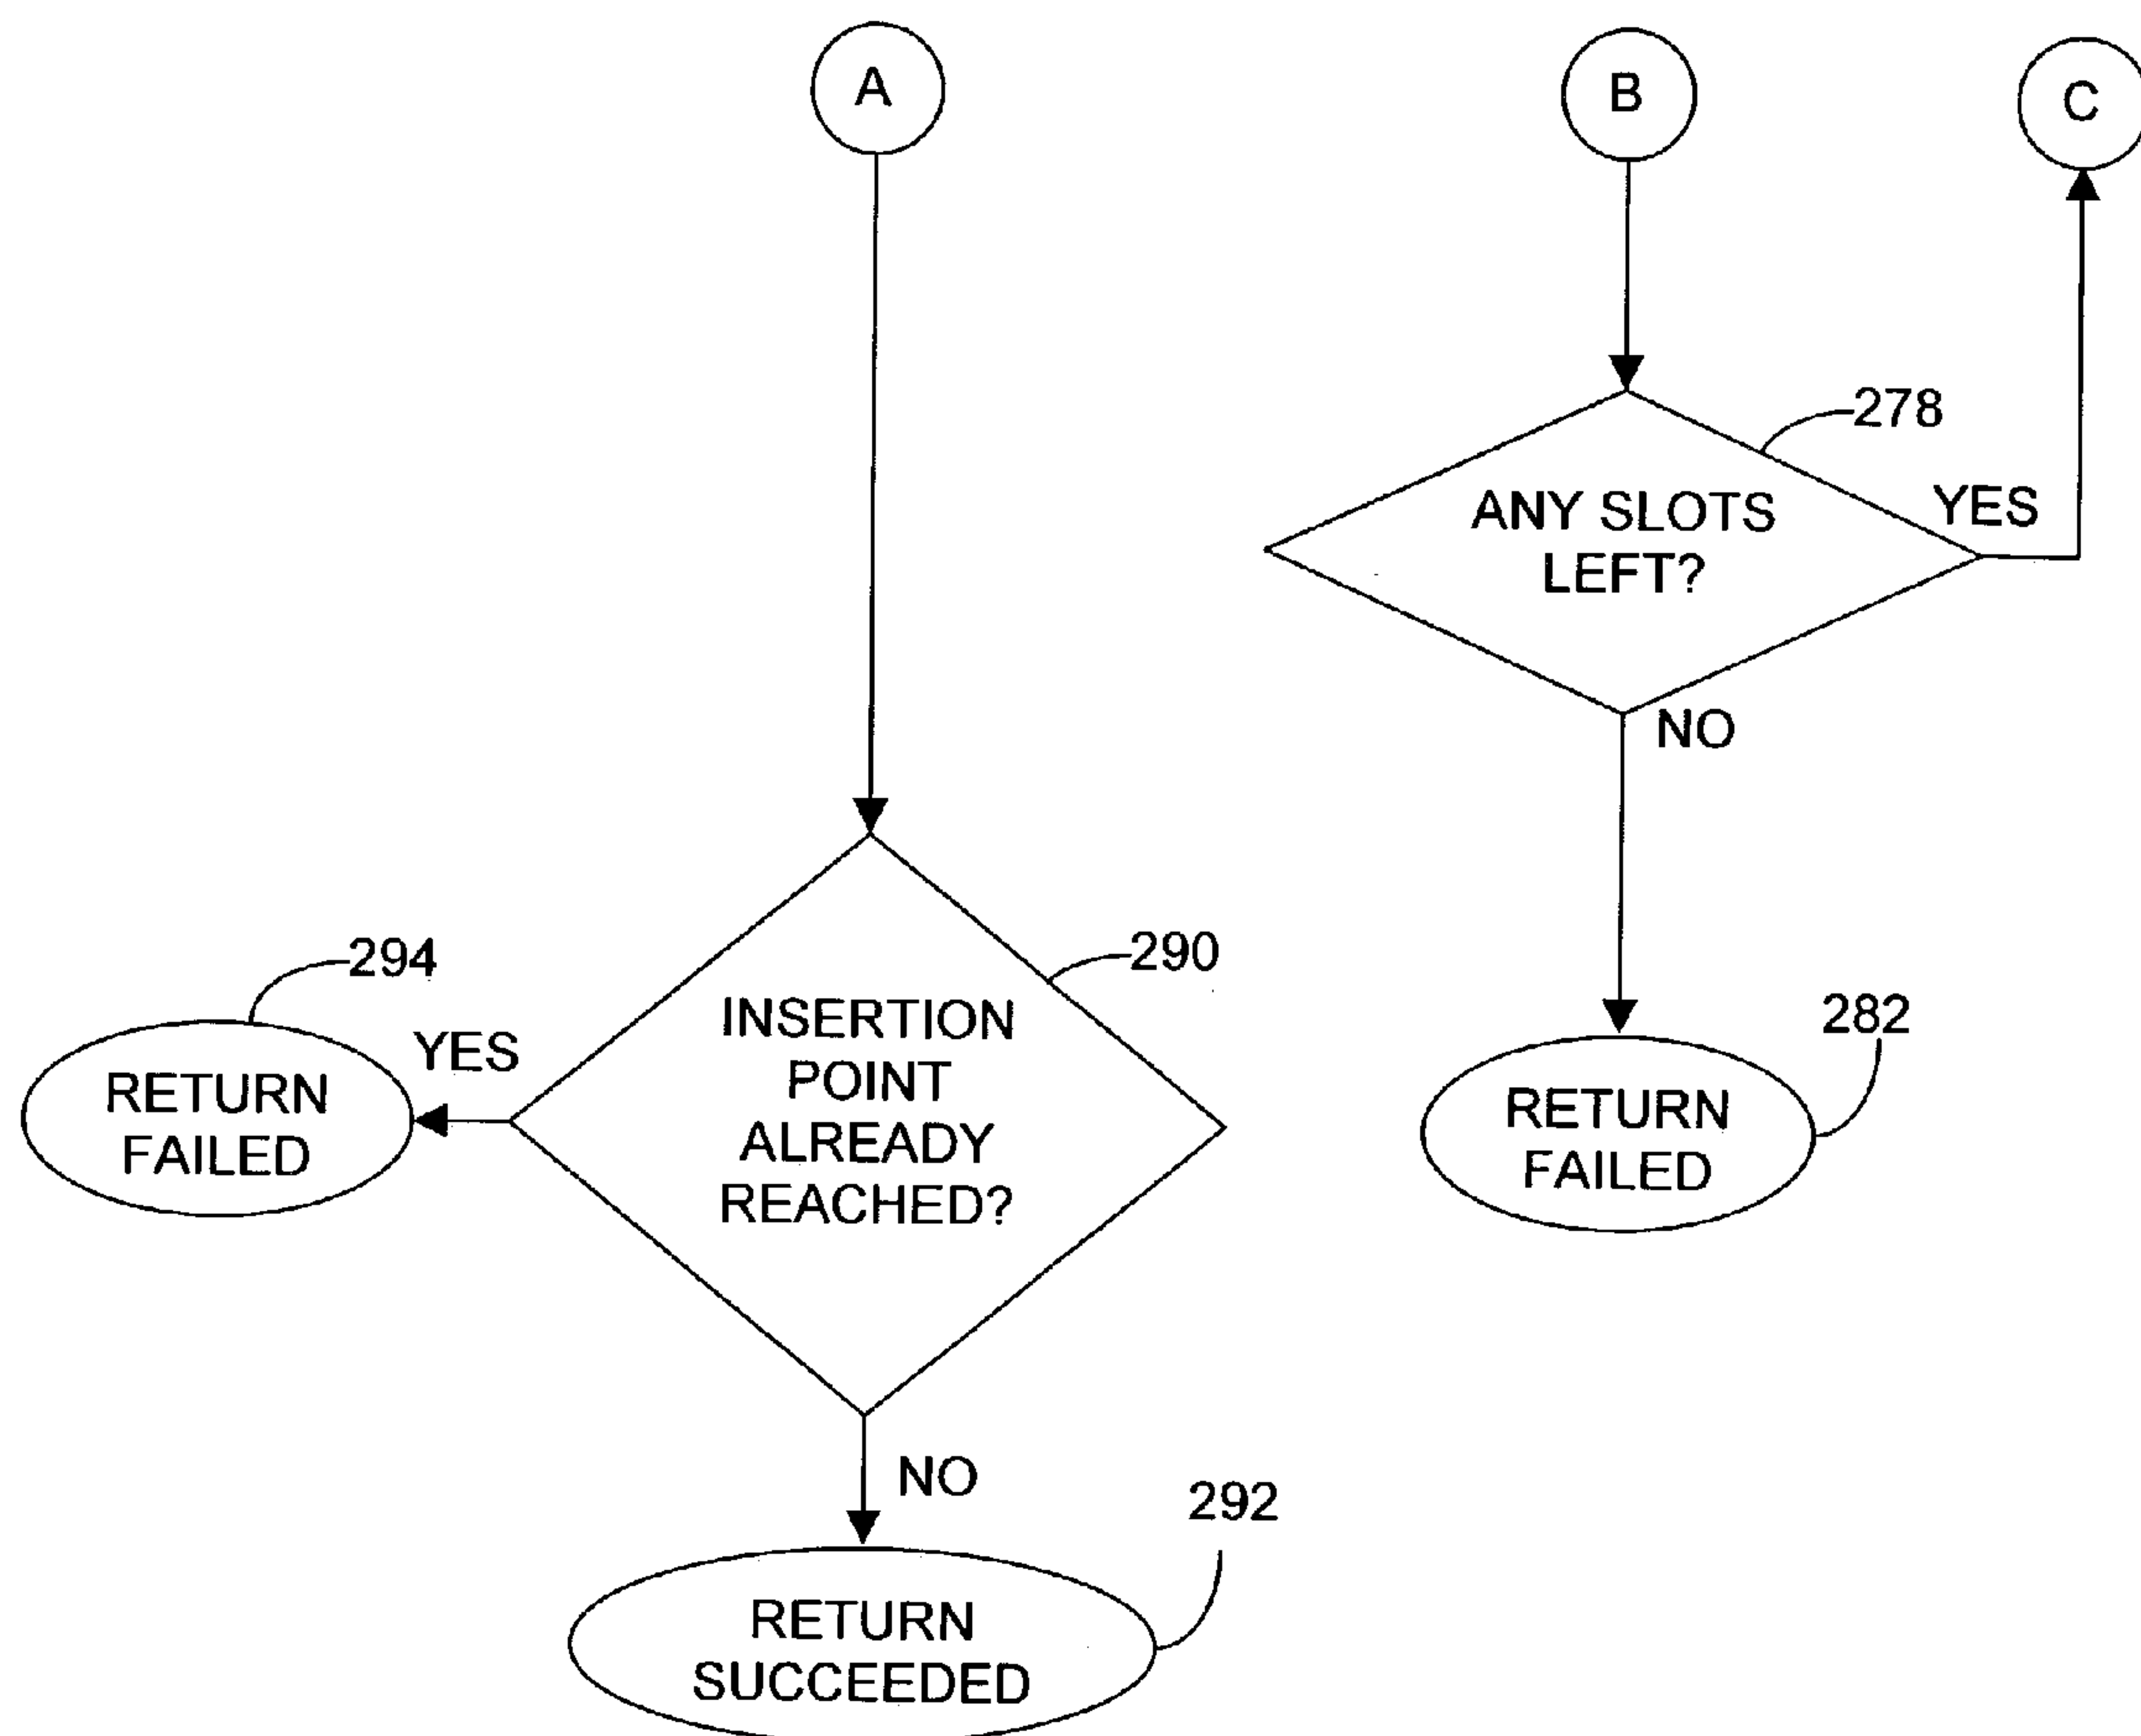 A
B
C
278
ANY SLOTS
LEFT?
YES
NO
294
290
YES
INSERTION
POINT
ALREADY
REACHED?
RETURN
FAILED
282
RETURN
FAILED
NO
292
RETURN
SUCCEEDED